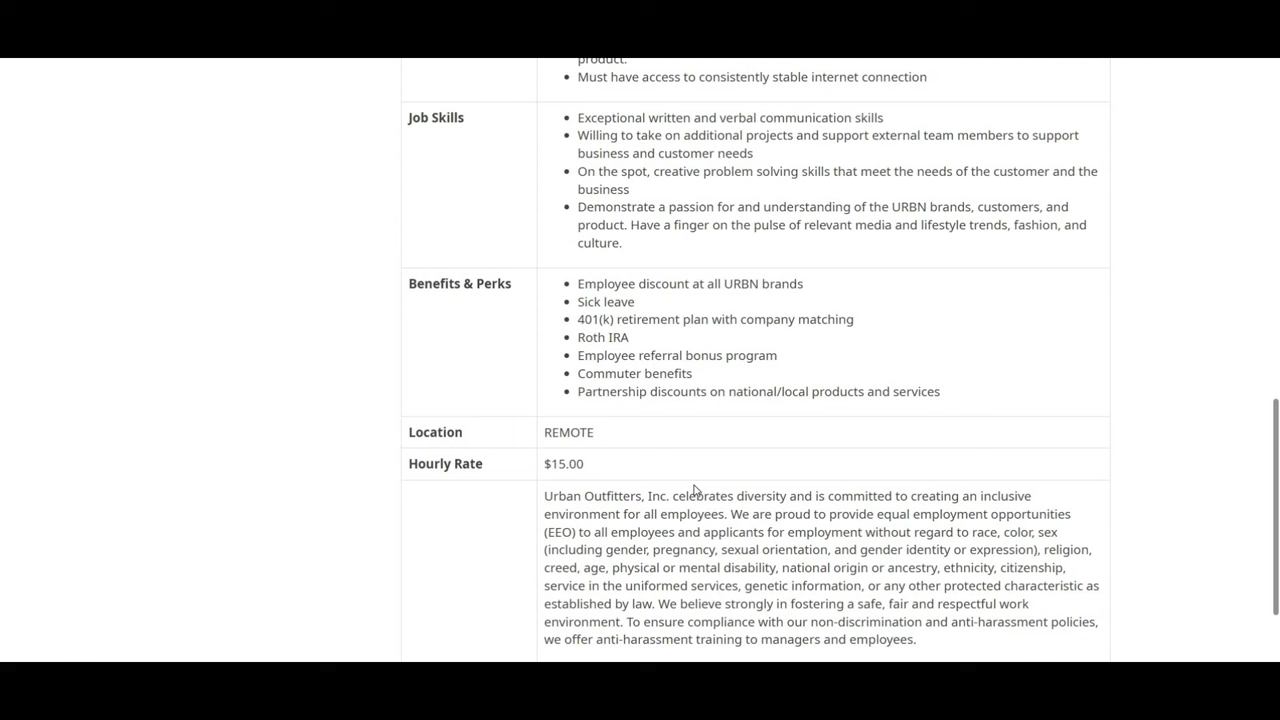 product.
Must have access to consistently stable internet connection
Job Skills
Exceptional written and verbal communication skills
Willing to take on additional projects and support external team members to support
business and customer needs
On the spot, creative problem solving skills that meet the needs of the customer and the
business
Demonstrate a passion for and understanding of the URBN brands, customers, and
product. Have a finger on the pulse of relevant media and lifestyle trends, fashion, and
culture.
Benefits & Perks
Employee discount at all URBN brands
Sick leave
401(k) retirement plan with company matching
Roth IRA
Employee referral bonus program
Commuter benefits
Partnership discounts on national/local products and services
Location
REMOTE
Hourly Rate
$15.00
Urban Outfitters, Inc. celebrates diversity and is committed to creating an inclusive
environment for all employees. We are proud to provide equal employment opportunities
(EEO) to all employees and applicants for employment without regard to race, color, sex
(including gender, pregnancy, sexual orientation, and gender identity or expression), religion,
creed, age, physical or mental disability, national origin or ancestry, ethnicity, citizenship,
service in the uniformed services, genetic information, or any other protected characteristic as
established by law. We believe strongly in fostering a safe, fair and respectful work
environment. To ensure compliance with our non-discrimination and anti-harassment policies,
we offer anti-harassment training to managers and employees.